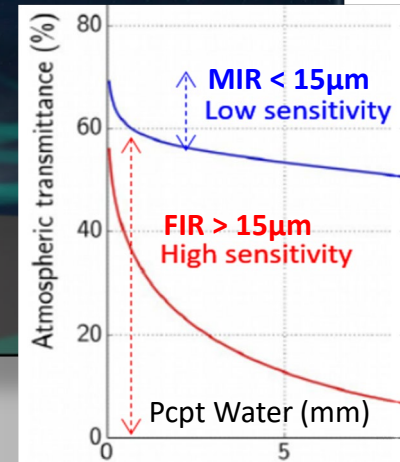 Atmospheric transmittance (%)
80
60
40
20
0
MIR < 15μm
Low sensitivity
FIR > 15μm
High sensitivity
Pcpt Water (mm)
0
5